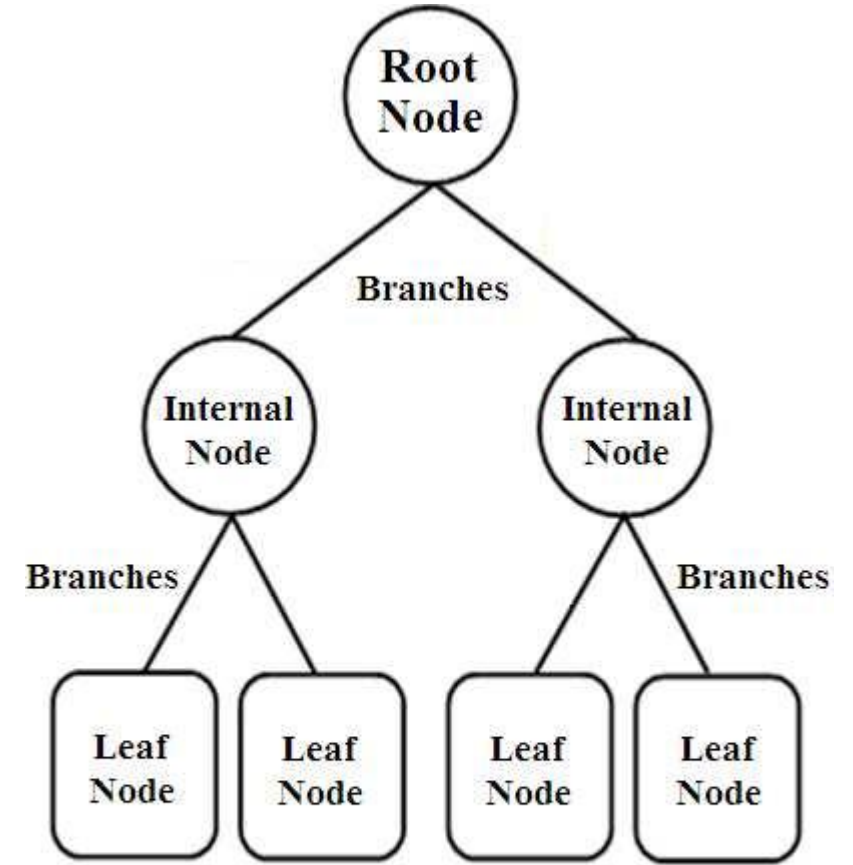 Root
Node
Branches
Internal
Node
Internal
Node
Branches
Branches
Leaf
Node
Leaf
Node
Leaf
Node
Leaf
Node